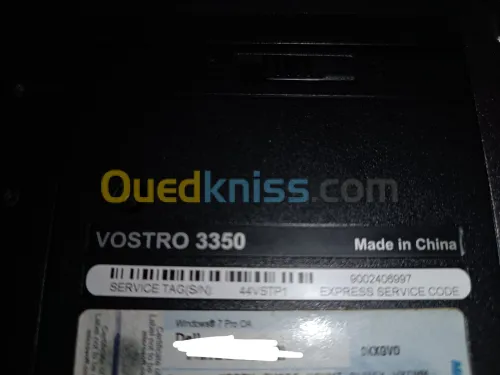 Ouedkniss.com
VOSTRO 3350 Made in China
9002406997
SERVICE TAG(S/N): 44VSTP1 EXPRESS SERVICE CODE
Windows® 7 Pro OA